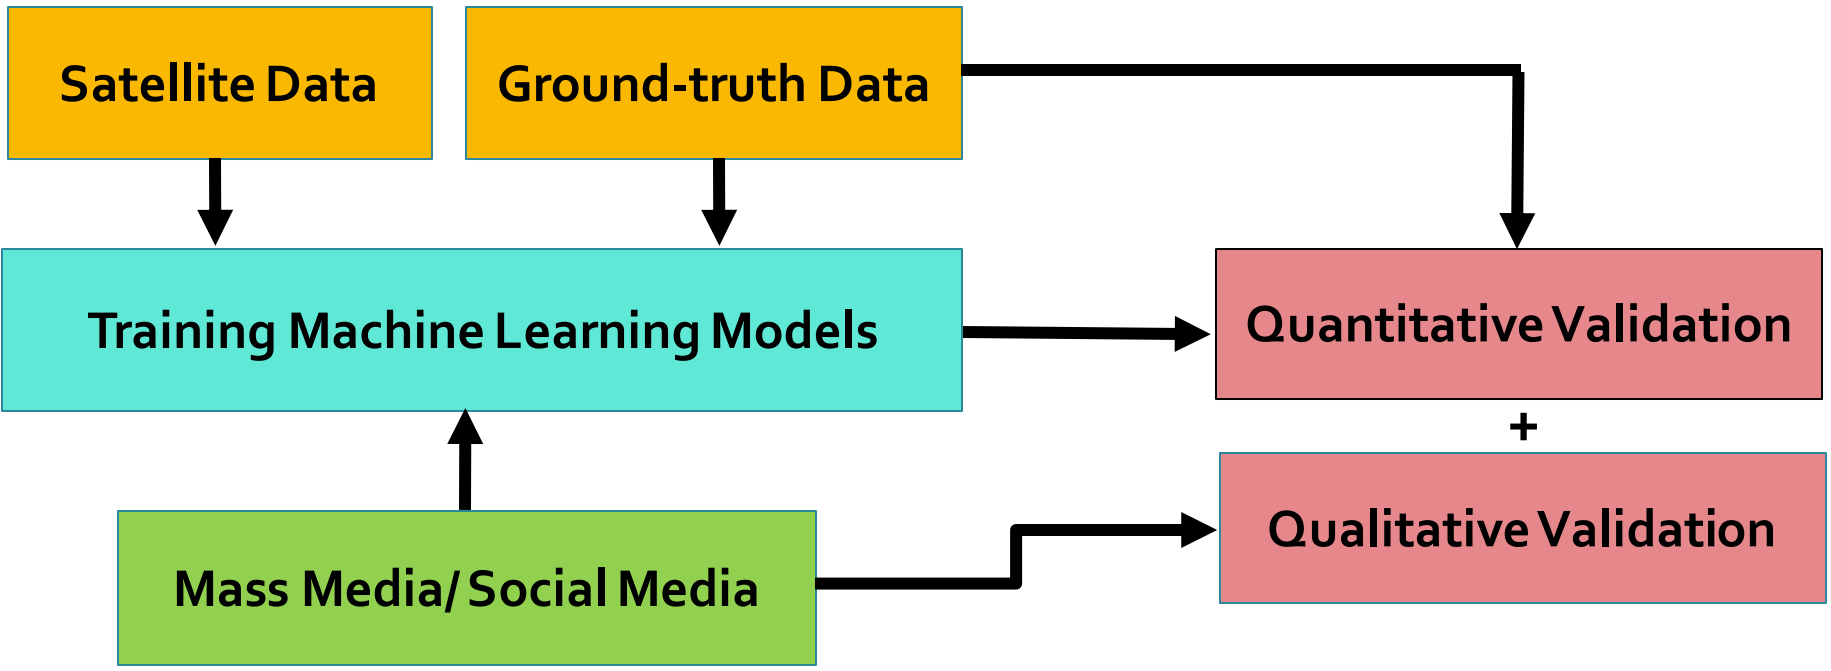 Satellite Data
Ground-truth Data
Training Machine Learning Models
Quantitative Validation
+
Qualitative Validation
Mass Media/ Social Media